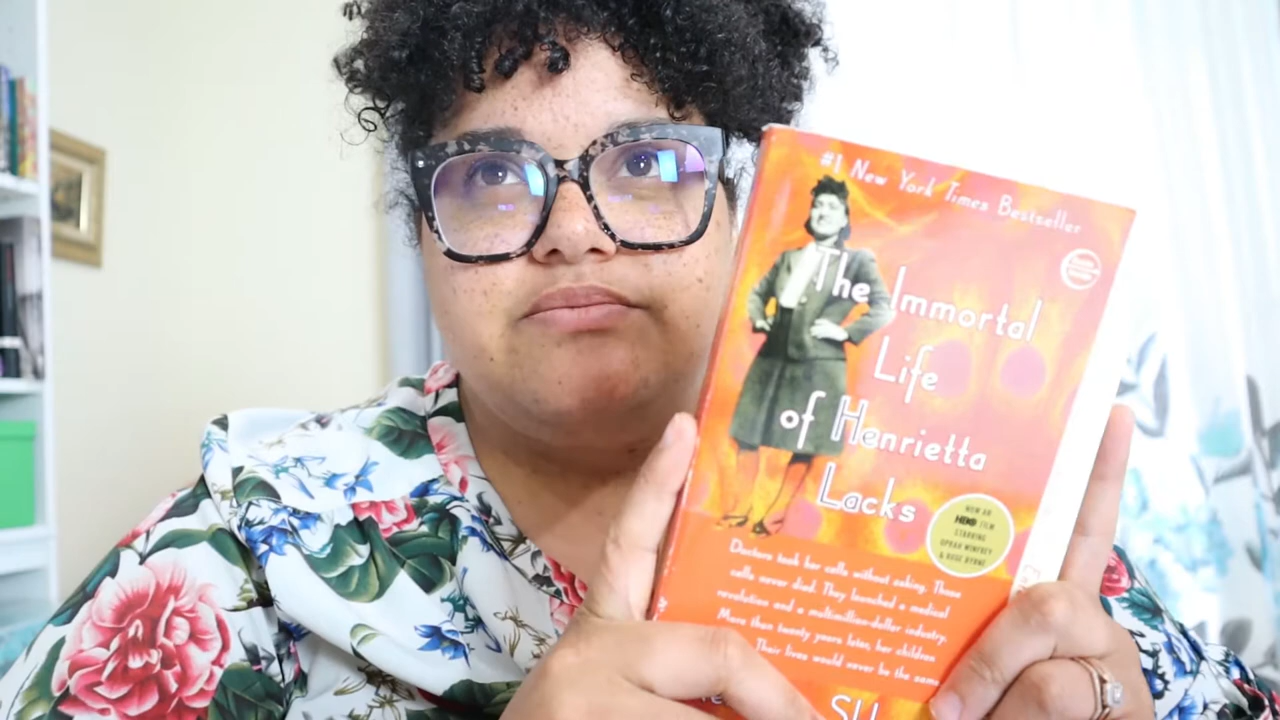 #1 New York Times Bestseller
The Immortal
Life
of Henrietta
Lacks
NOW AN
HBO FILM
STARRING
OPRAH WINFREY
& ROSE BYRNE
Doctors took her cells without asking. Those
cells never died. They launched a medical
revolution and a multimillion-dollar industry.
More than twenty years later, her children
Their lives would never be the same